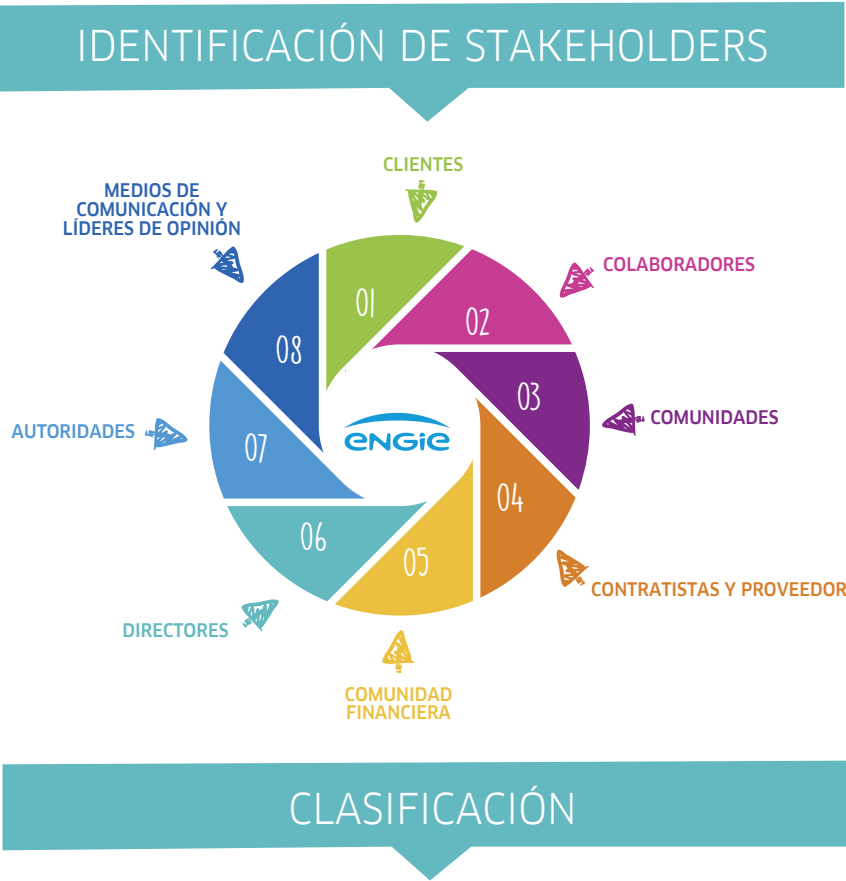 IDENTIFICACIÓN DE STAKEHOLDERS
CLIENTES
MEDIOS DE
COMUNICACIÓN Y
LÍDERES DE OPINIÓN
COLABORADORES
01
02
08
03
COMUNIDADES
AUTORIDADES
engie
07
04
06
05
CONTRATISTAS Y PROVEEDOR
DIRECTORES
COMUNIDAD
FINANCIERA
CLASIFICACIÓN